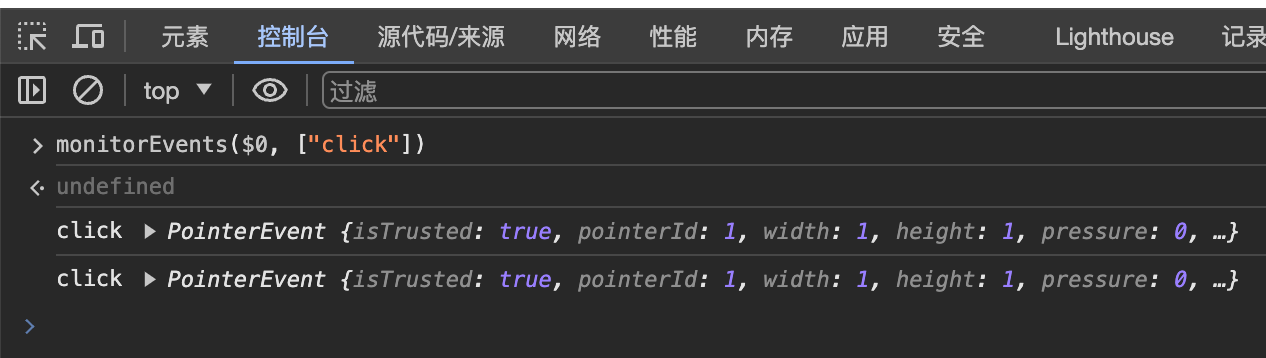 元素 控制台 源代码/来源 网络 性能 内存 应用 安全 Lighthouse 记录
top ▼ 过滤
> monitorEvents($0, ["click"])
undefined
click ▶ PointerEvent {isTrusted: true, pointerId: 1, width: 1, height: 1, pressure: 0, …}
click ▶ PointerEvent {isTrusted: true, pointerId: 1, width: 1, height: 1, pressure: 0, …}
>